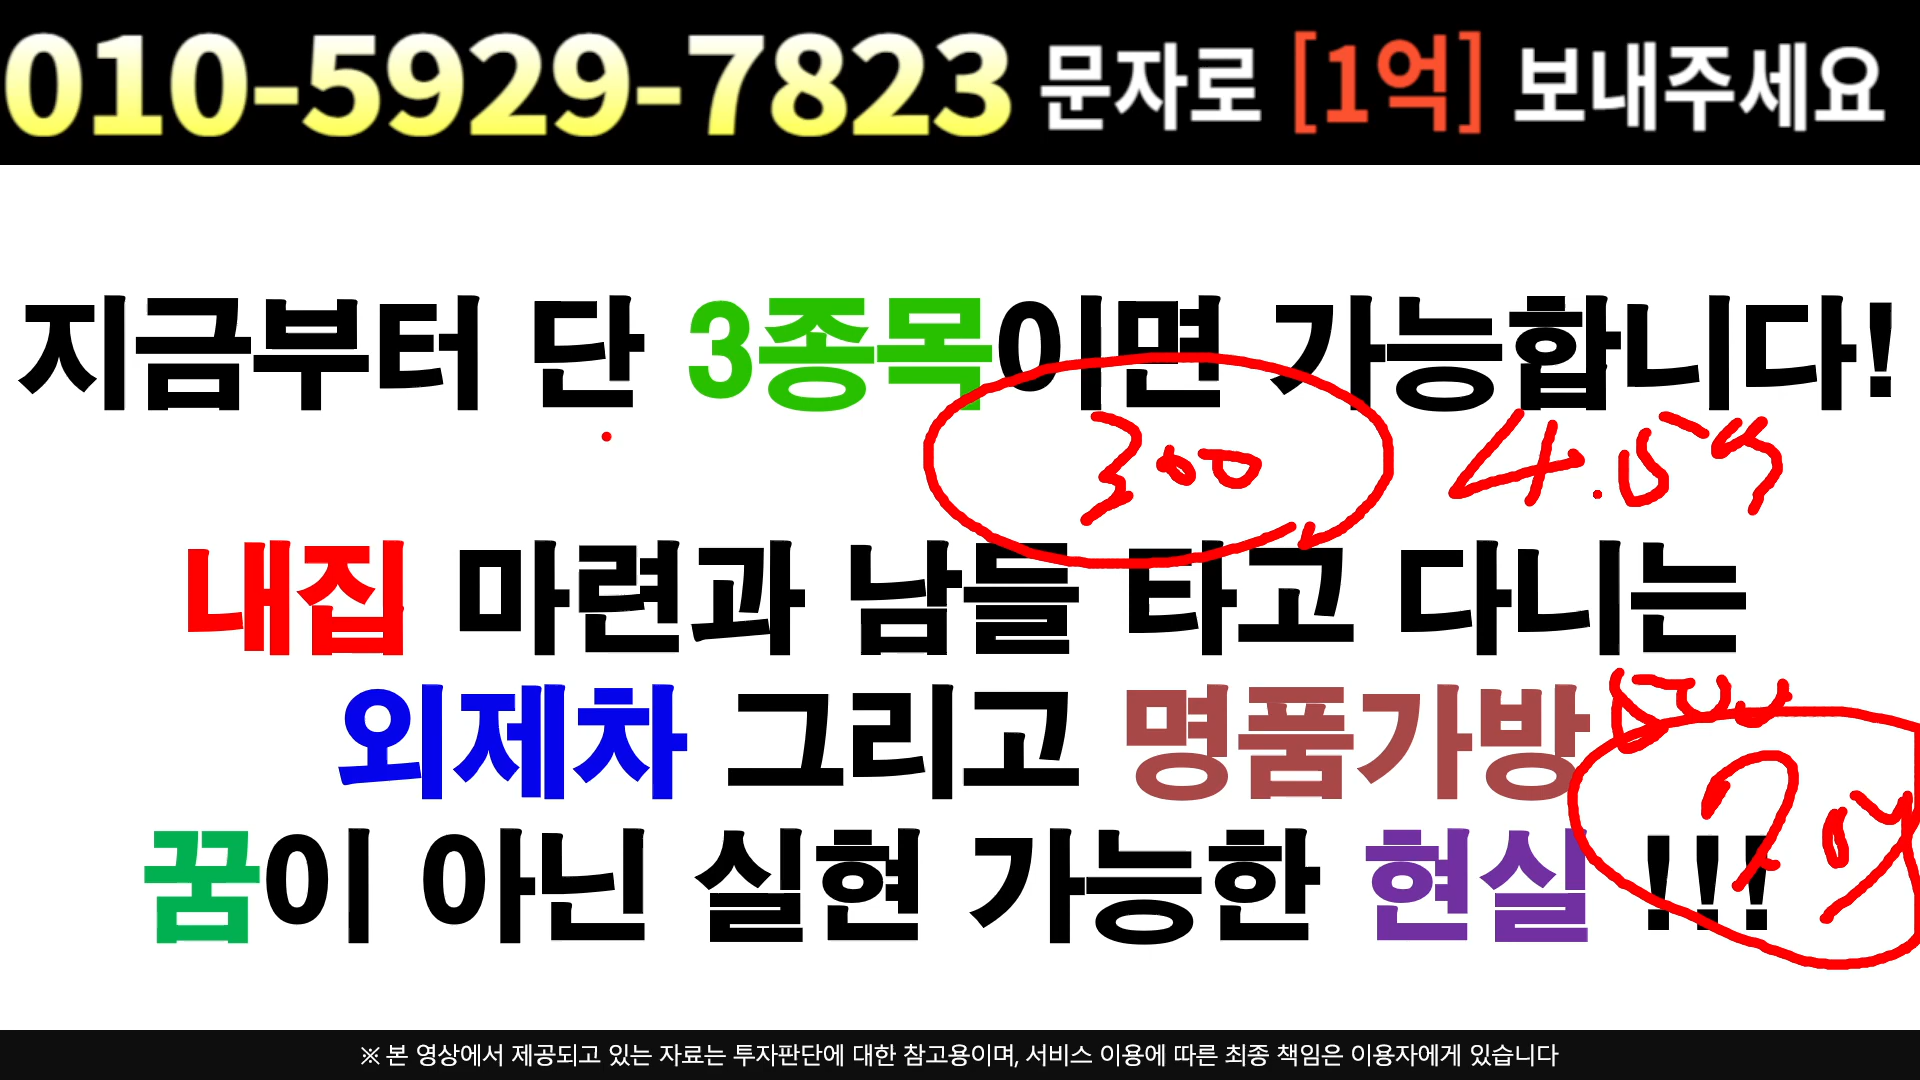 010-5929-7823 문자로 [1억] 보내주세요
지금부터 단 3종목이면 가능합니다!
300
4.5억
내집 마련과 남들 타고 다니는
외제차 그리고 명품가방
500
꿈이 아닌 실현 가능한 현실 !!!
※ 본 영상에서 제공되고 있는 자료는 투자판단에 대한 참고용이며, 서비스 이용에 따른 최종 책임은 이용자에게 있습니다